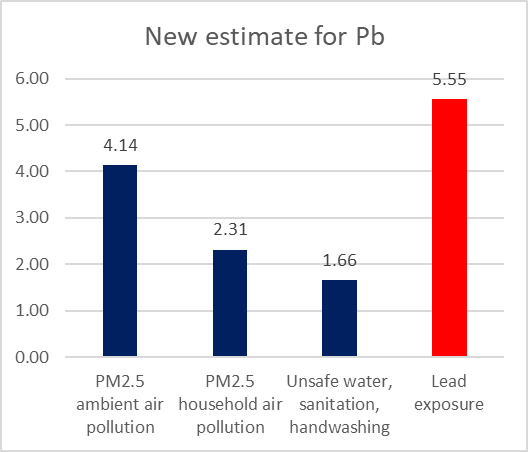 New estimate for Pb
6.00
5.00
4.00
3.00
2.00
1.00
0.00
4.14
2.31
1.66
5.55
PM2.5
ambient air
pollution
PM2.5
household air
pollution
Unsafe water,
sanitation,
handwashing
Lead
exposure